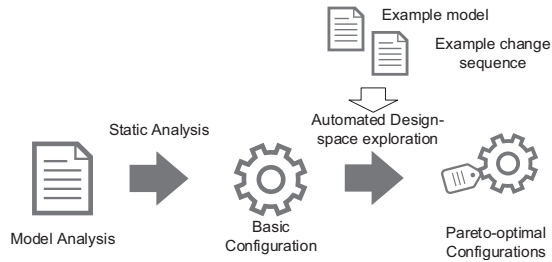 Example model
Example change
sequence
Static Analysis
Automated Design-
space exploration
Model Analysis
Basic
Configuration
Pareto-optimal
Configurations